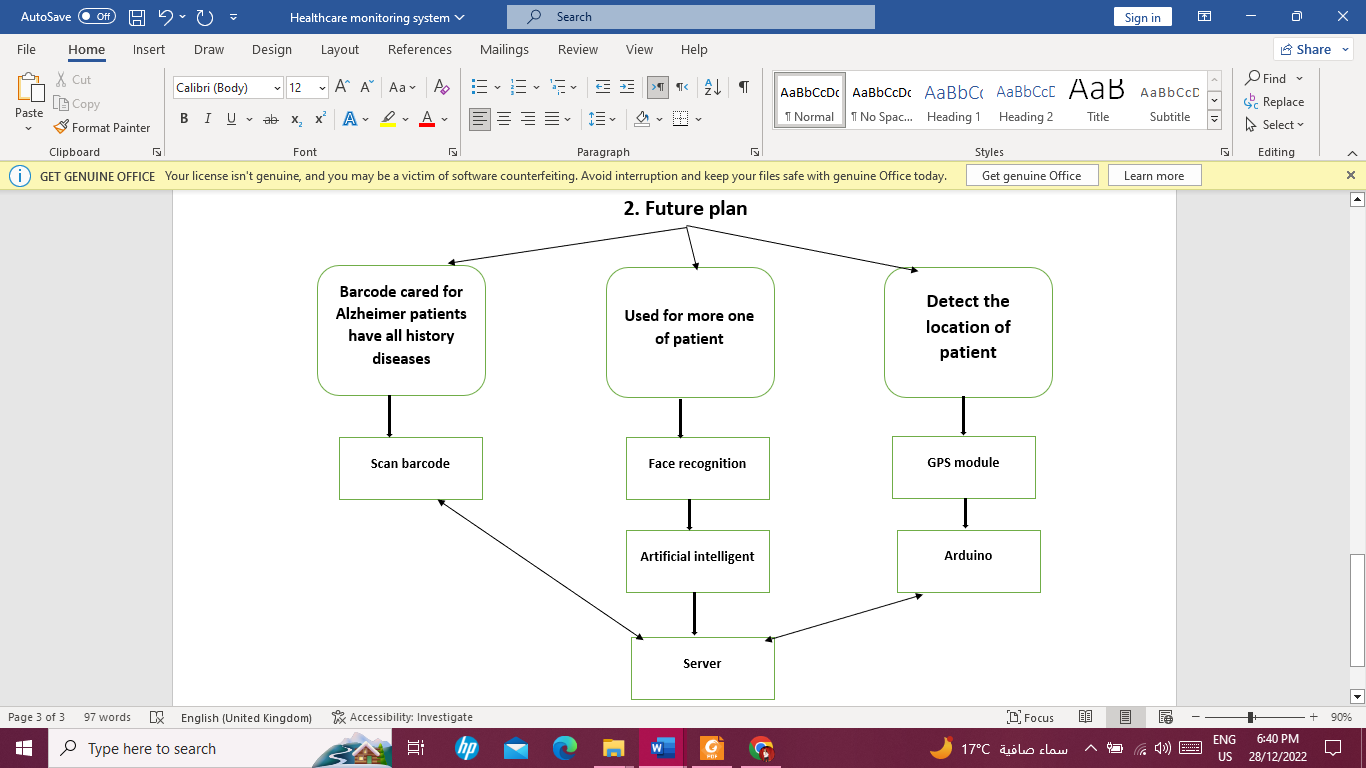 AutoSave Off Healthcare monitoring system Search Sign in
File Home Insert Draw Design Layout References Mailings Review View Help Share
Paste Cut Copy Format Painter
Clipboard
Calibri (Body) 12 A A Aa A
B I U ab x₂ x² A A
Font
Paragraph
AaBbCcDc AaBbCcDc AaBbCc AaBbCcD AaB AaBbCcD
¶ Normal ¶ No Spac... Heading 1 Heading 2 Title Subtitle
Styles
Find
Replace
Select
Editing
GET GENUINE OFFICE Your license isn't genuine, and you may be a victim of software counterfeiting. Avoid interruption and keep your files safe with genuine Office today. Get genuine Office Learn more
2. Future plan
Barcode cared for
Alzheimer patients
have all history
diseases
Used for more one
of patient
Detect the
location of
patient
Scan barcode
Face recognition
GPS module
Artificial intelligent
Arduino
Server
Page 3 of 3 97 words English (United Kingdom) Accessibility: Investigate Focus 90%
Type here to search
hp W PDF
17°C سماء صافية
ENG
US
6:40 PM
28/12/2022